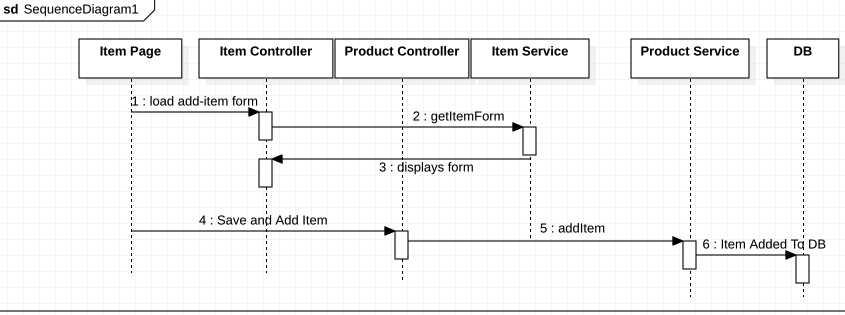 sd SequenceDiagram1
Item Page
Item Controller
Product Controller
Item Service
Product Service
DB
1 : load add-item form
2 : getItemForm
3 : displays form
4 : Save and Add Item
5 : addItem
6 : Item Added To DB